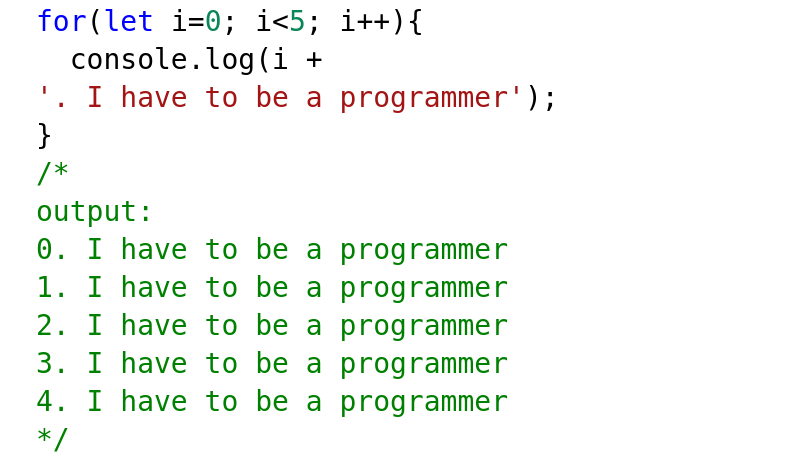 for(let i=0; i<5; i++){
  console.log(i +
'. I have to be a programmer');
}
/*
output:
0. I have to be a programmer
1. I have to be a programmer
2. I have to be a programmer
3. I have to be a programmer
4. I have to be a programmer
*/